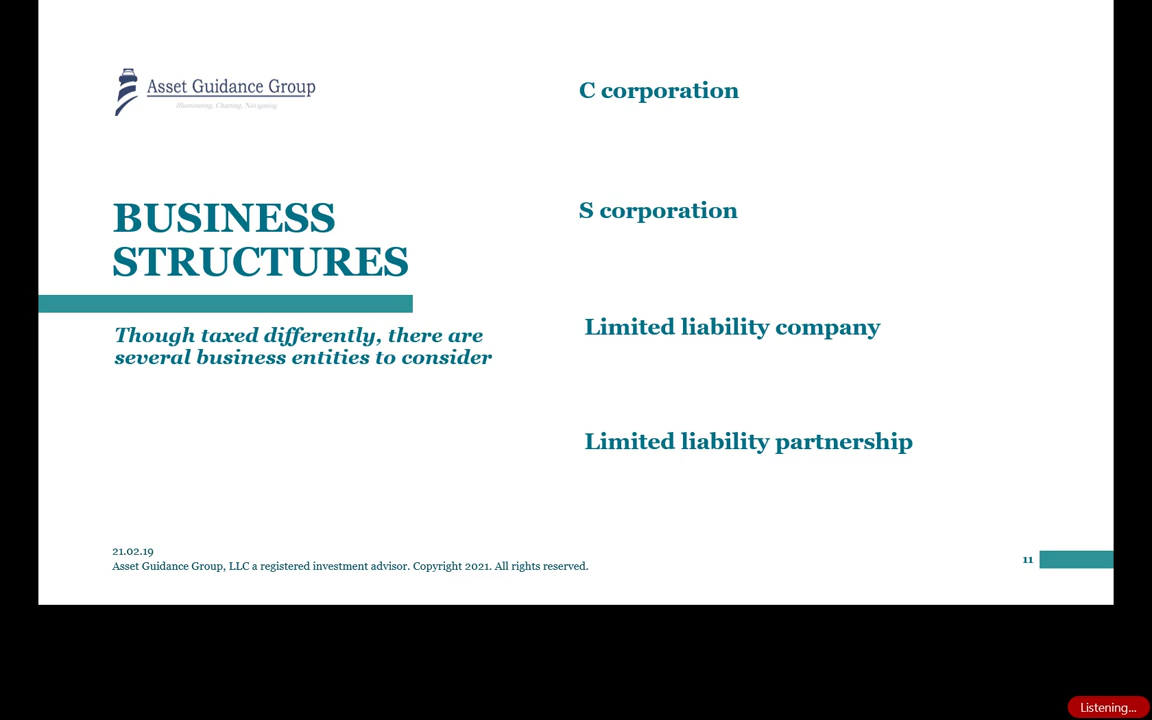 Asset Guidance Group
Illuminating. Charting. Navigating.
BUSINESS
STRUCTURES
Though taxed differently, there are
several business entities to consider
C corporation
S corporation
Limited liability company
Limited liability partnership
21.02.19
Asset Guidance Group, LLC a registered investment advisor. Copyright 2021. All rights reserved.
11
Listening...